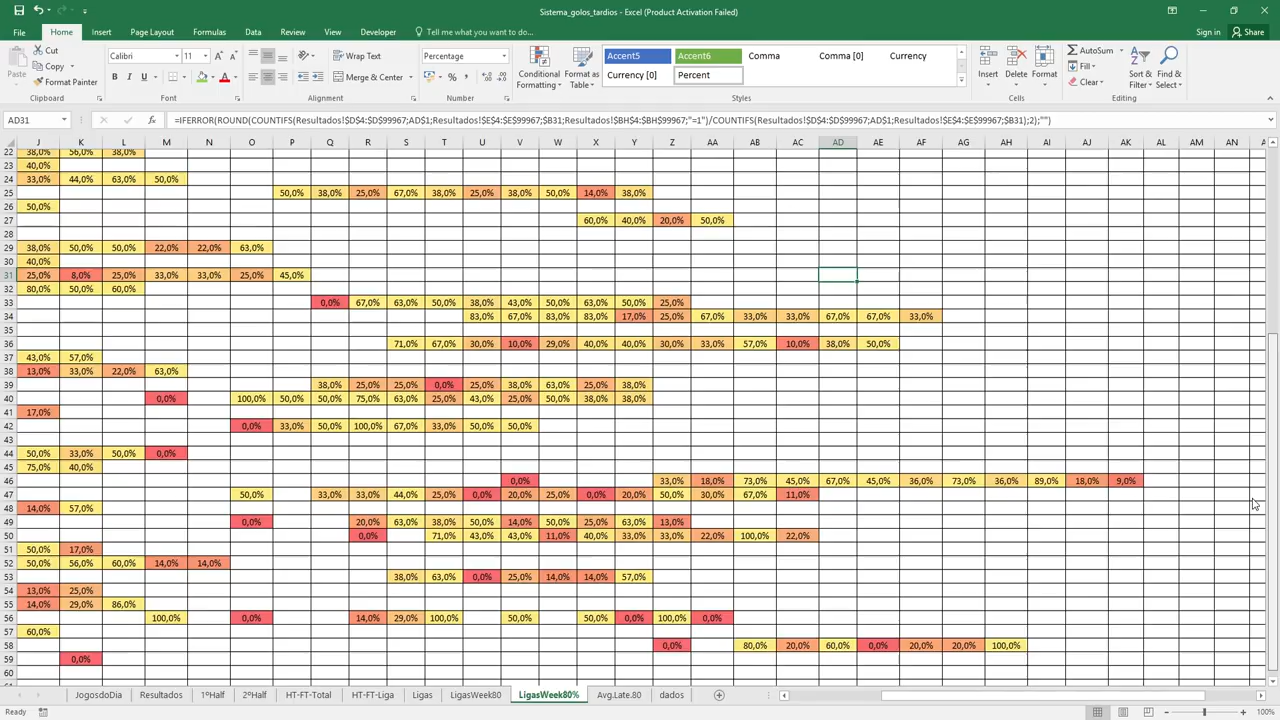 Sistema_golos_tardios - Excel (Product Activation Failed)
Sign in Share
File Home Insert Page Layout Formulas Data Review View Developer Tell me what you want to do...
Cut Calibri 11 Wrap Text Percentage Accent5 Accent6 Comma Comma [0] Currency AutoSum
Copy Fill
Paste Format Painter Merge & Center Currency [0] Percent Conditional Formatting Format as Table Insert Delete Format Clear Sort & Filter Find & Select
Clipboard Font Alignment Number Styles Cells Editing
AD31 =IFERROR(ROUND(COUNTIFS(Resultados!$D$4:$D$99967;AD$1;Resultados!$E$4:$E$99967;$B31;Resultados!$BH$4:$BH$99967;"=1")/COUNTIFS(Resultados!$D$4:$D$99967;AD$1;Resultados!$E$4:$E$99967;$B31);2);"")
J K L M N O P Q R S T U V W X Y Z AA AB AC AD AE AF AG AH AI AJ AK AL AM AN
22 38,0% 56,0% 38,0%
23 40,0%
24 33,0% 44,0% 63,0% 50,0%
25 50,0% 38,0% 25,0% 67,0% 38,0% 25,0% 38,0% 50,0% 14,0% 38,0%
26 50,0%
27 60,0% 40,0% 20,0% 50,0%
28
29 38,0% 50,0% 50,0% 22,0% 22,0% 63,0%
30 40,0%
31 25,0% 8,0% 25,0% 33,0% 33,0% 25,0% 45,0%
32 80,0% 50,0% 60,0%
33 0,0% 67,0% 63,0% 50,0% 38,0% 43,0% 50,0% 63,0% 50,0% 25,0%
34 83,0% 67,0% 83,0% 83,0% 17,0% 25,0% 67,0% 33,0% 33,0% 67,0% 67,0% 33,0%
35
36 71,0% 67,0% 30,0% 10,0% 29,0% 40,0% 40,0% 30,0% 33,0% 57,0% 10,0% 38,0% 50,0%
37 43,0% 57,0%
38 13,0% 33,0% 22,0% 63,0%
39 38,0% 25,0% 25,0% 0,0% 25,0% 38,0% 63,0% 25,0% 38,0%
40 0,0% 100,0% 50,0% 50,0% 75,0% 63,0% 25,0% 43,0% 25,0% 50,0% 38,0% 38,0%
41 17,0%
42 0,0% 33,0% 50,0% 100,0% 67,0% 33,0% 50,0% 50,0%
43
44 50,0% 33,0% 50,0% 0,0%
45 75,0% 40,0%
46 0,0% 33,0% 18,0% 73,0% 45,0% 67,0% 45,0% 36,0% 73,0% 36,0% 89,0% 18,0% 9,0%
47 50,0% 33,0% 33,0% 44,0% 25,0% 0,0% 20,0% 25,0% 0,0% 20,0% 50,0% 30,0% 67,0% 11,0%
48 14,0% 57,0%
49 0,0% 20,0% 63,0% 38,0% 50,0% 14,0% 50,0% 25,0% 63,0% 13,0%
50 0,0% 71,0% 43,0% 43,0% 11,0% 40,0% 33,0% 33,0% 22,0% 100,0% 22,0%
51 50,0% 17,0%
52 50,0% 56,0% 60,0% 14,0% 14,0%
53 38,0% 63,0% 0,0% 25,0% 14,0% 14,0% 57,0%
54 13,0% 25,0%
55 14,0% 29,0% 86,0%
56 100,0% 0,0% 14,0% 29,0% 100,0% 50,0% 50,0% 0,0% 100,0% 0,0%
57 60,0%
58 0,0% 80,0% 20,0% 60,0% 0,0% 20,0% 20,0% 100,0%
59 0,0%
60
JogosdoDia Resultados 1ºHalf 2ºHalf HT-FT-Total HT-FT-Liga Ligas LigasWeek80 LigasWeek80% Avg.Late.80 dados
Ready 100%